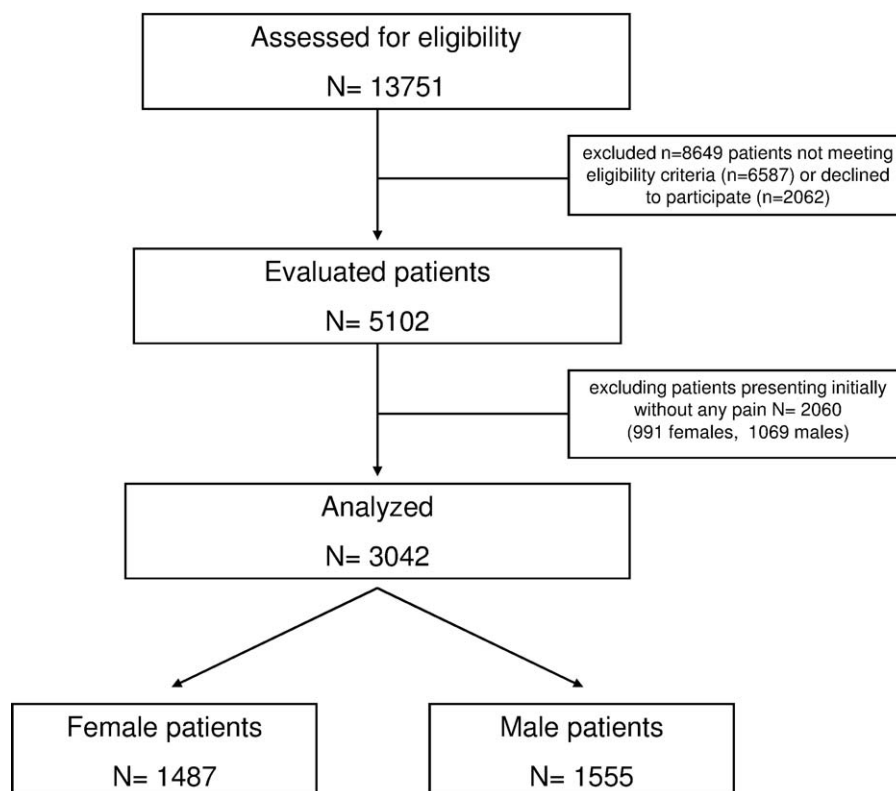 Assessed for eligibility
N= 13751
excluded n=8649 patients not meeting
eligibility criteria (n=6587) or declined
to participate (n=2062)
Evaluated patients
N= 5102
excluding patients presenting initially
without any pain N= 2060
(991 females, 1069 males)
Analyzed
N= 3042
Female patients
N= 1487
Male patients
N= 1555